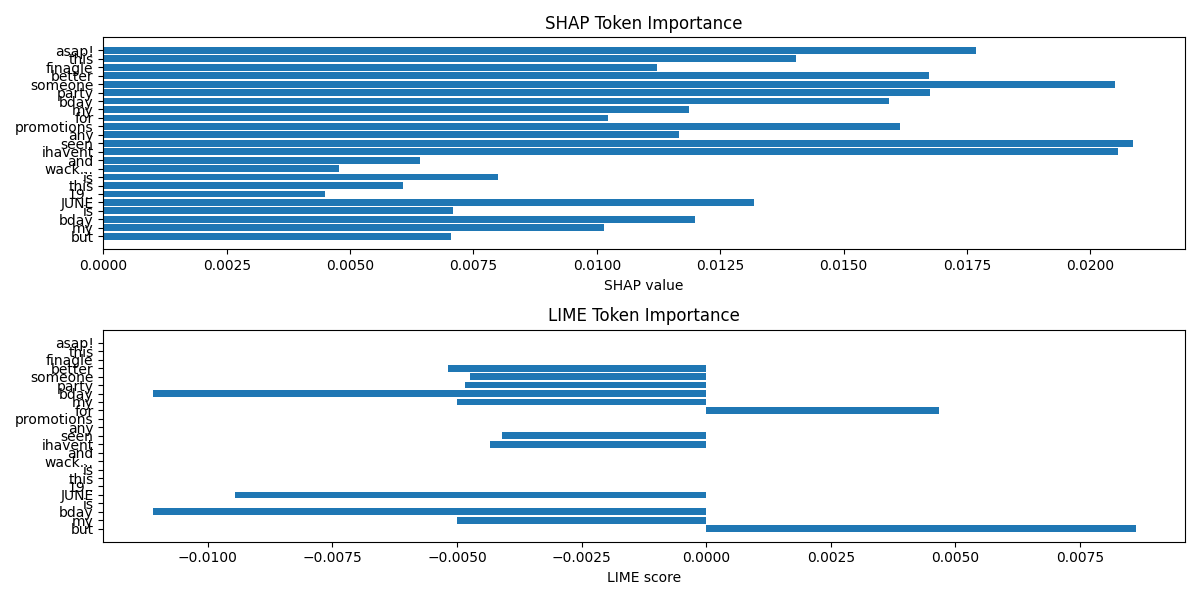 SHAP Token Importance
asap!
this
finagle
better
someone
party
bday
my
for
promotions
any
seen
ihavent
and
wack...
is
this
19..
JUNE
is
bday
my
but
0.0000 0.0025 0.0050 0.0075 0.0100 0.0125 0.0150 0.0175 0.0200
SHAP value
LIME Token Importance
asap!
this
finagle
better
someone
party
bday
my
for
promotions
any
seen
ihavent
and
wack...
is
this
19..
JUNE
is
bday
my
but
−0.0100 −0.0075 −0.0050 −0.0025 0.0000 0.0025 0.0050 0.0075
LIME score